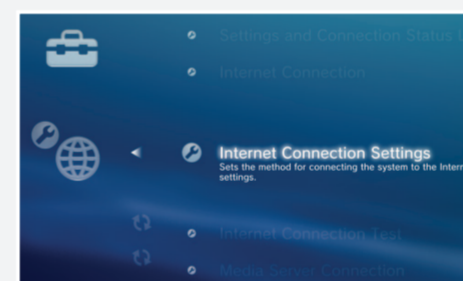 Settings and Connection Status L
Internet Connection
Internet Connection Settings
Sets the method for connecting the system to the Intern
settings.
Internet Connection Test
Media Server Connection